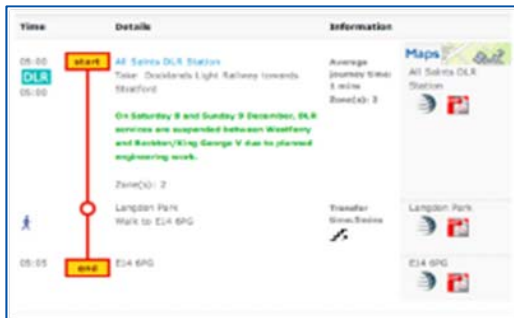 Time Details Information
05:00 start All Saints DLR Station Average Maps
DLR Take Docklands Light Railway towards journey time: All Saints DLR
05:00 Stratford 1 mins Station
Zone(s): 2
On Saturday 8 and Sunday 9 December, DLR
services are suspended between Westferry
and Beckton/King George V due to planned
engineering work.
Zone(s): 2
Langdon Park Transfer Langdon Park
Walk to E14 6PG time:5mins
05:05 end E14 6PG E14 6PG